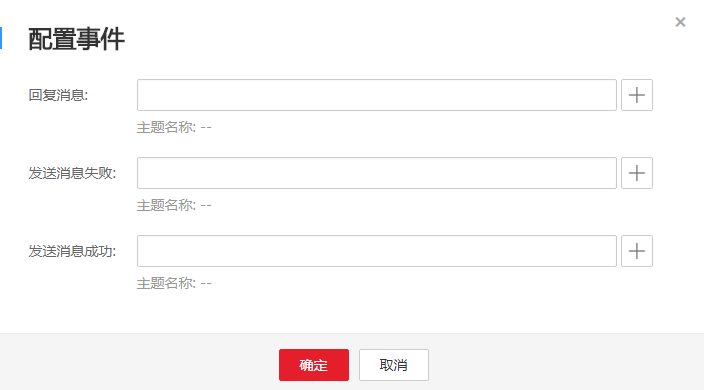 配置事件
回复消息:
主题名称: --
发送消息失败:
主题名称: --
发送消息成功:
主题名称: --
确定 取消